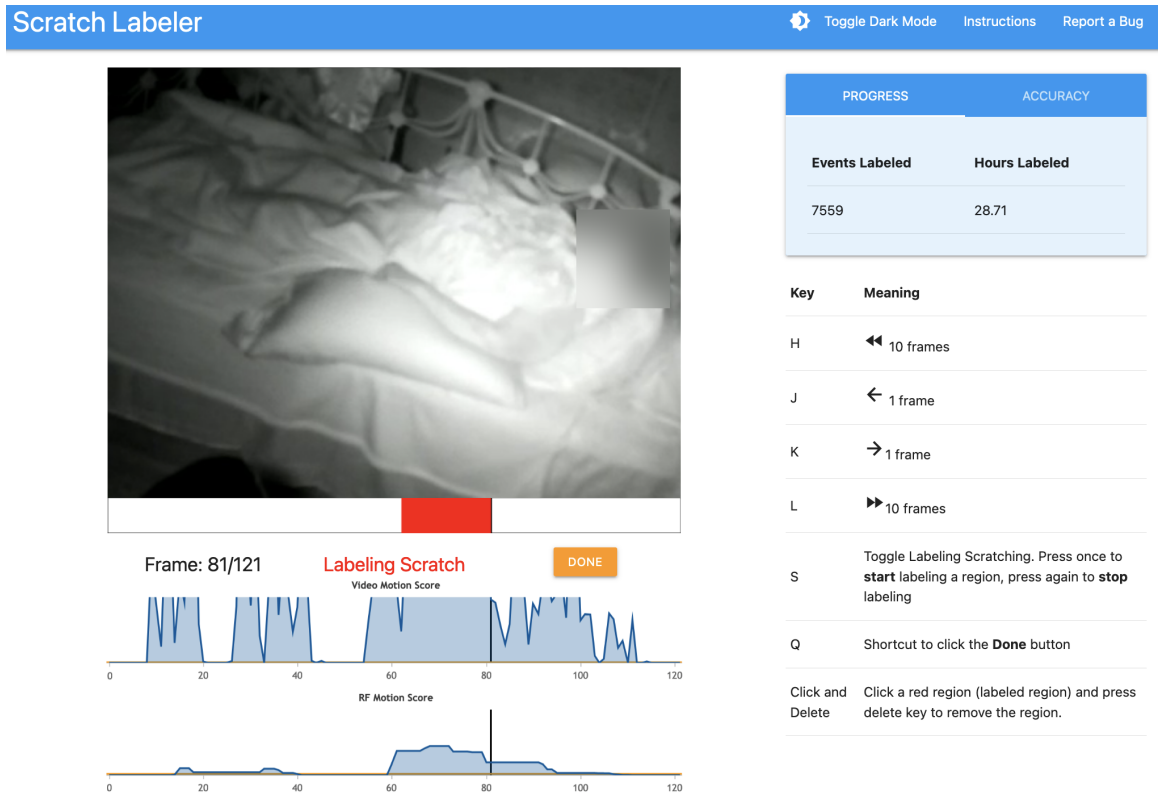 Scratch Labeler
Toggle Dark Mode Instructions Report a Bug
PROGRESS ACCURACY
Events Labeled Hours Labeled
7559 28.71
Key Meaning
H 10 frames
J 1 frame
K 1 frame
L 10 frames
S Toggle Labeling Scratching. Press once to
start labeling a region, press again to stop
labeling
Q Shortcut to click the Done button
Click and Click a red region (labeled region) and press
Delete delete key to remove the region.
Frame: 81/121 Labeling Scratch DONE
Video Motion Score
0 20 40 60 80 100 120
RF Motion Score
0 20 40 60 80 100 120